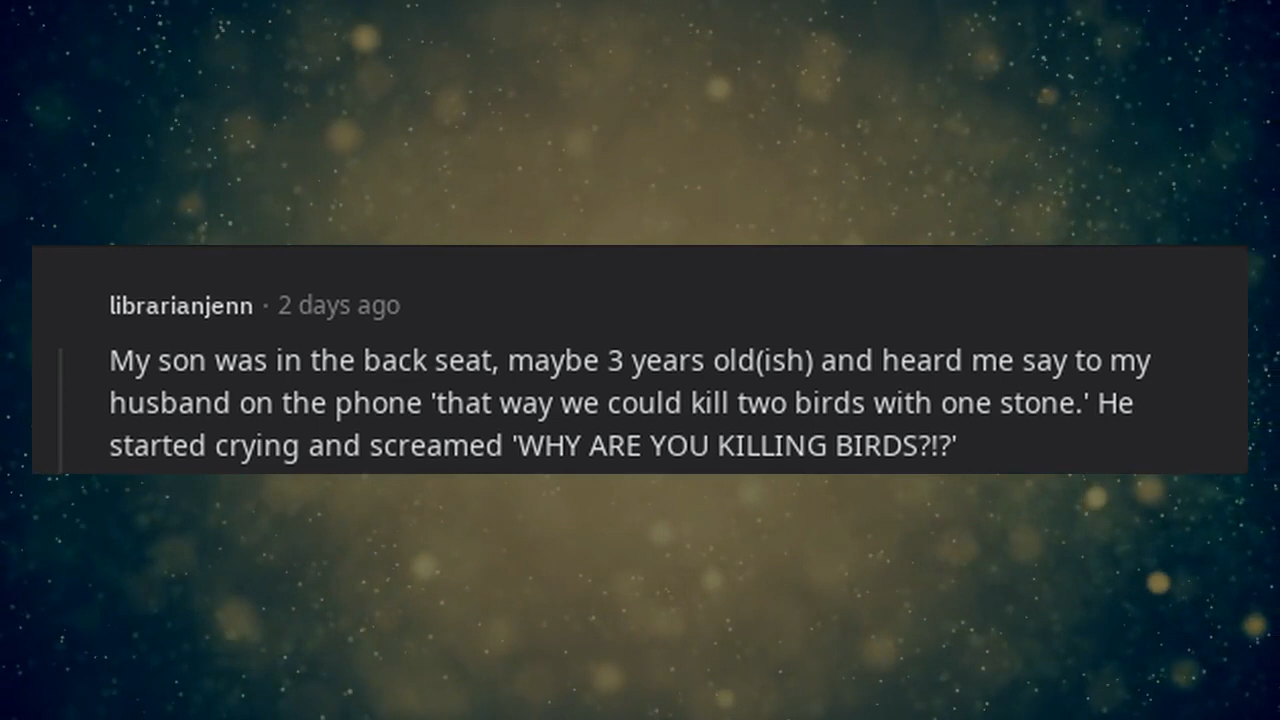 librarianjenn · 2 days ago
My son was in the back seat, maybe 3 years old(ish) and heard me say to my
husband on the phone 'that way we could kill two birds with one stone.' He
started crying and screamed 'WHY ARE YOU KILLING BIRDS?!?'